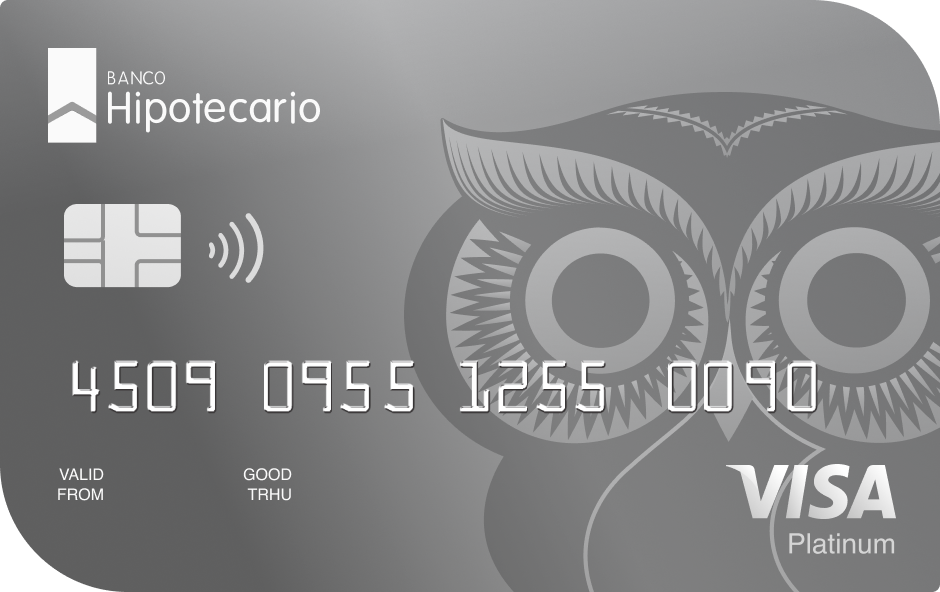 BANCO
Hipotecario
4509 0955 1255 0090
VALID
FROM
GOOD
TRHU
VISA
Platinum